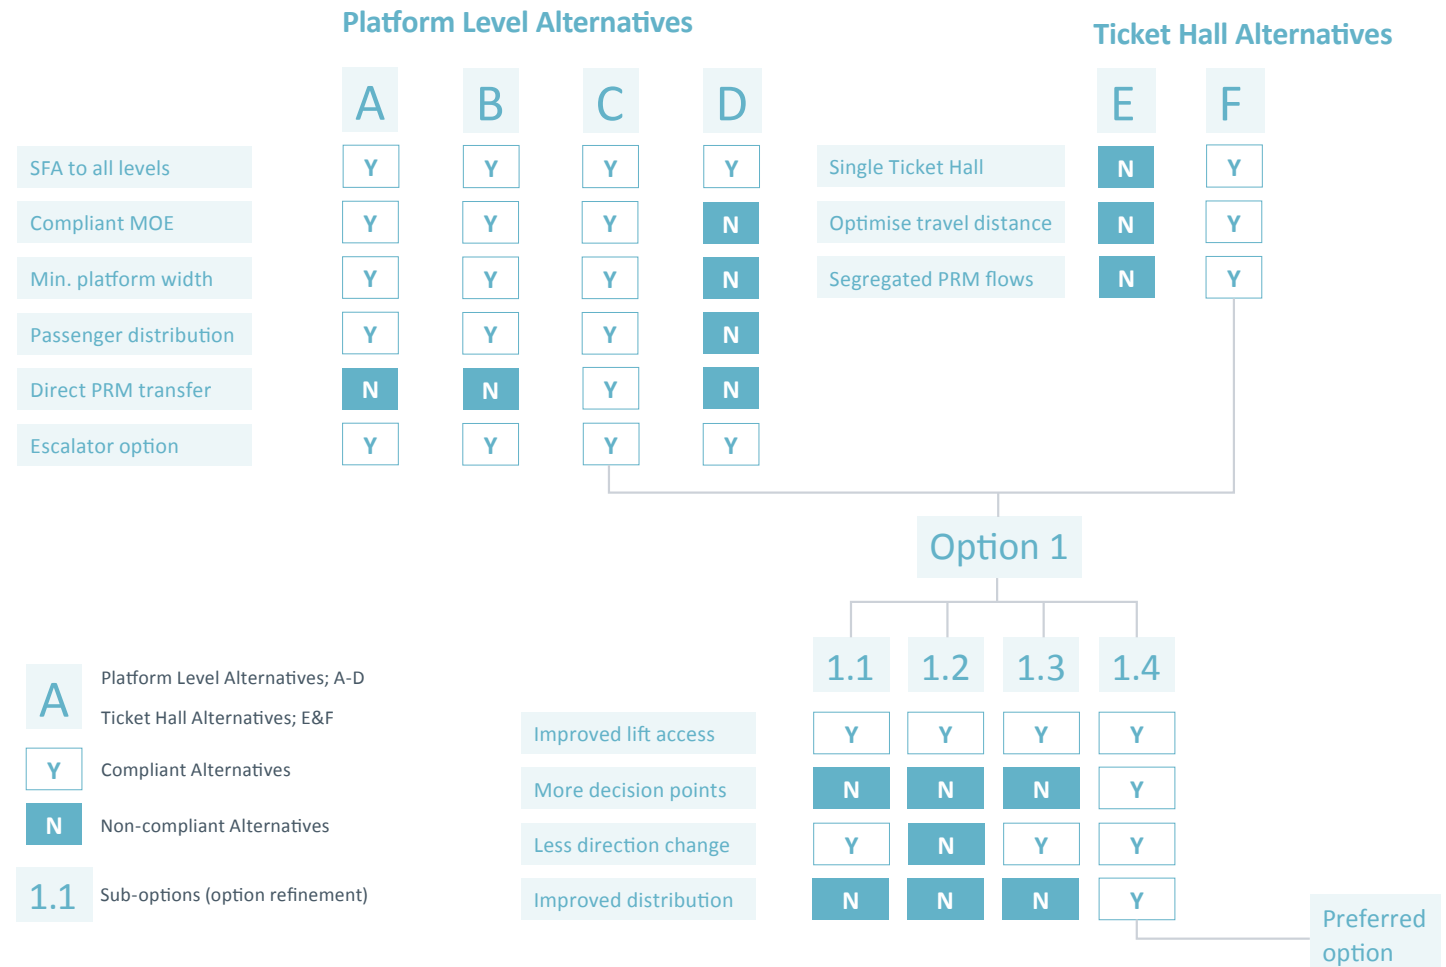 Platform Level Alternatives
Ticket Hall Alternatives
A B C D
E F
SFA to all levels Y Y Y Y
Single Ticket Hall N Y
Compliant MOE Y Y Y N
Optimise travel distance N Y
Min. platform width Y Y Y N
Segregated PRM flows N Y
Passenger distribution Y Y Y N
Direct PRM transfer N N Y N
Escalator option Y Y Y Y
Option 1
1.1 1.2 1.3 1.4
Improved lift access Y Y Y Y
More decision points N N N Y
Less direction change Y N Y Y
Improved distribution N N N Y
Preferred
option
A
Platform Level Alternatives; A-D
Ticket Hall Alternatives; E&F
Y Compliant Alternatives
N Non-compliant Alternatives
1.1 Sub-options (option refinement)